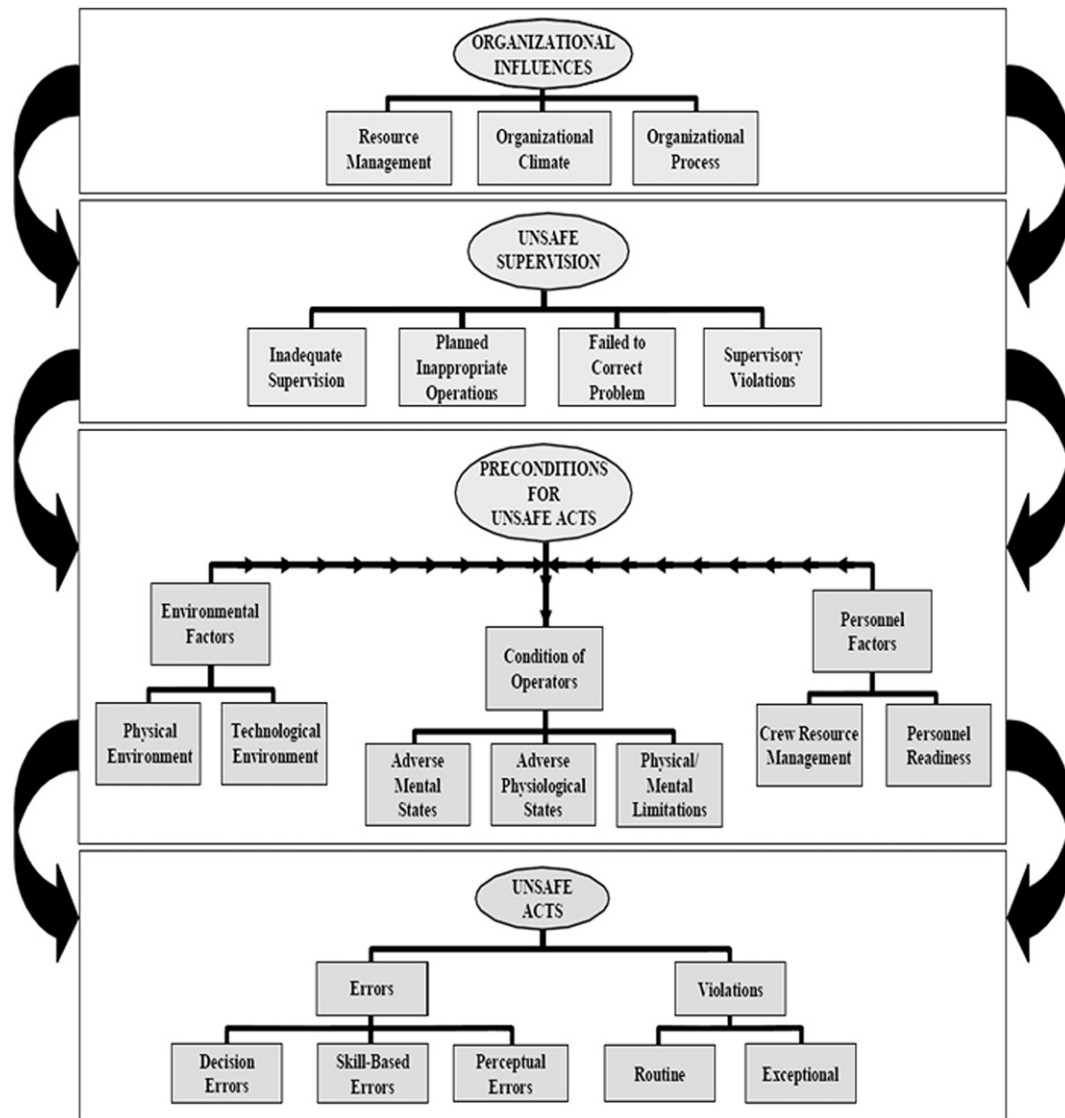 ORGANIZATIONAL
INFLUENCES
Resource
Management
Organizational
Climate
Organizational
Process
UNSAFE
SUPERVISION
Inadequate
Supervision
Planned
Inappropriate
Operations
Failed to
Correct
Problem
Supervisory
Violations
PRECONDITIONS
FOR
UNSAFE ACTS
Environmental
Factors
Condition of
Operators
Personnel
Factors
Physical
Environment
Technological
Environment
Adverse
Mental
States
Adverse
Physiological
States
Physical/
Mental
Limitations
Crew Resource
Management
Personnel
Readiness
UNSAFE
ACTS
Errors
Violations
Decision
Errors
Skill-Based
Errors
Perceptual
Errors
Routine
Exceptional